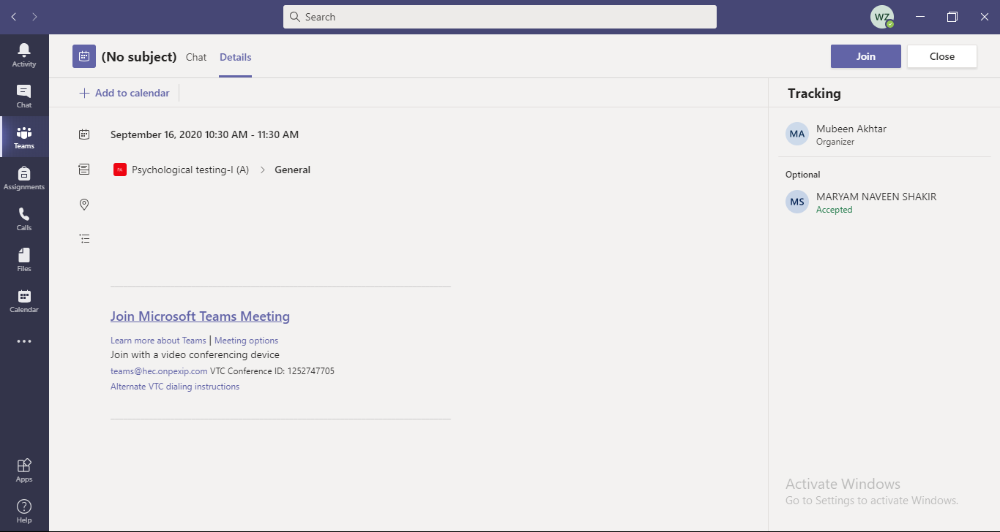 Search
WZ
Activity
Chat
Teams
Assignments
Calls
Files
Calendar
Apps
Help
(No subject) Chat Details
Join Close
Add to calendar
September 16, 2020 10:30 AM - 11:30 AM
PA Psychological testing-I (A) > General
Join Microsoft Teams Meeting
Learn more about Teams | Meeting options
Join with a video conferencing device
teams@hec.onpexip.com VTC Conference ID: 1252747705
Alternate VTC dialing instructions
Tracking
MA Mubeen Akhtar
Organizer
Optional
MS MARYAM NAVEEN SHAKIR
Accepted
Activate Windows
Go to Settings to activate Windows.